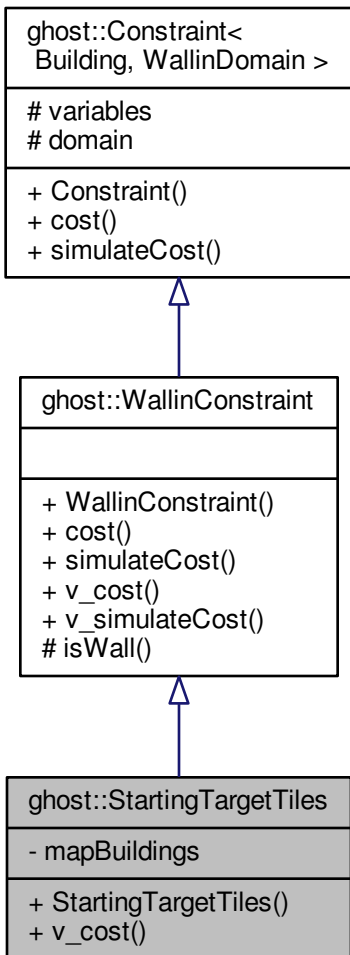 ghost::Constraint<
Building, WallinDomain >
# variables
# domain
+ Constraint()
+ cost()
+ simulateCost()
ghost::WallinConstraint
+ WallinConstraint()
+ cost()
+ simulateCost()
+ v_cost()
+ v_simulateCost()
# isWall()
ghost::StartingTargetTiles
- mapBuildings
+ StartingTargetTiles()
+ v_cost()